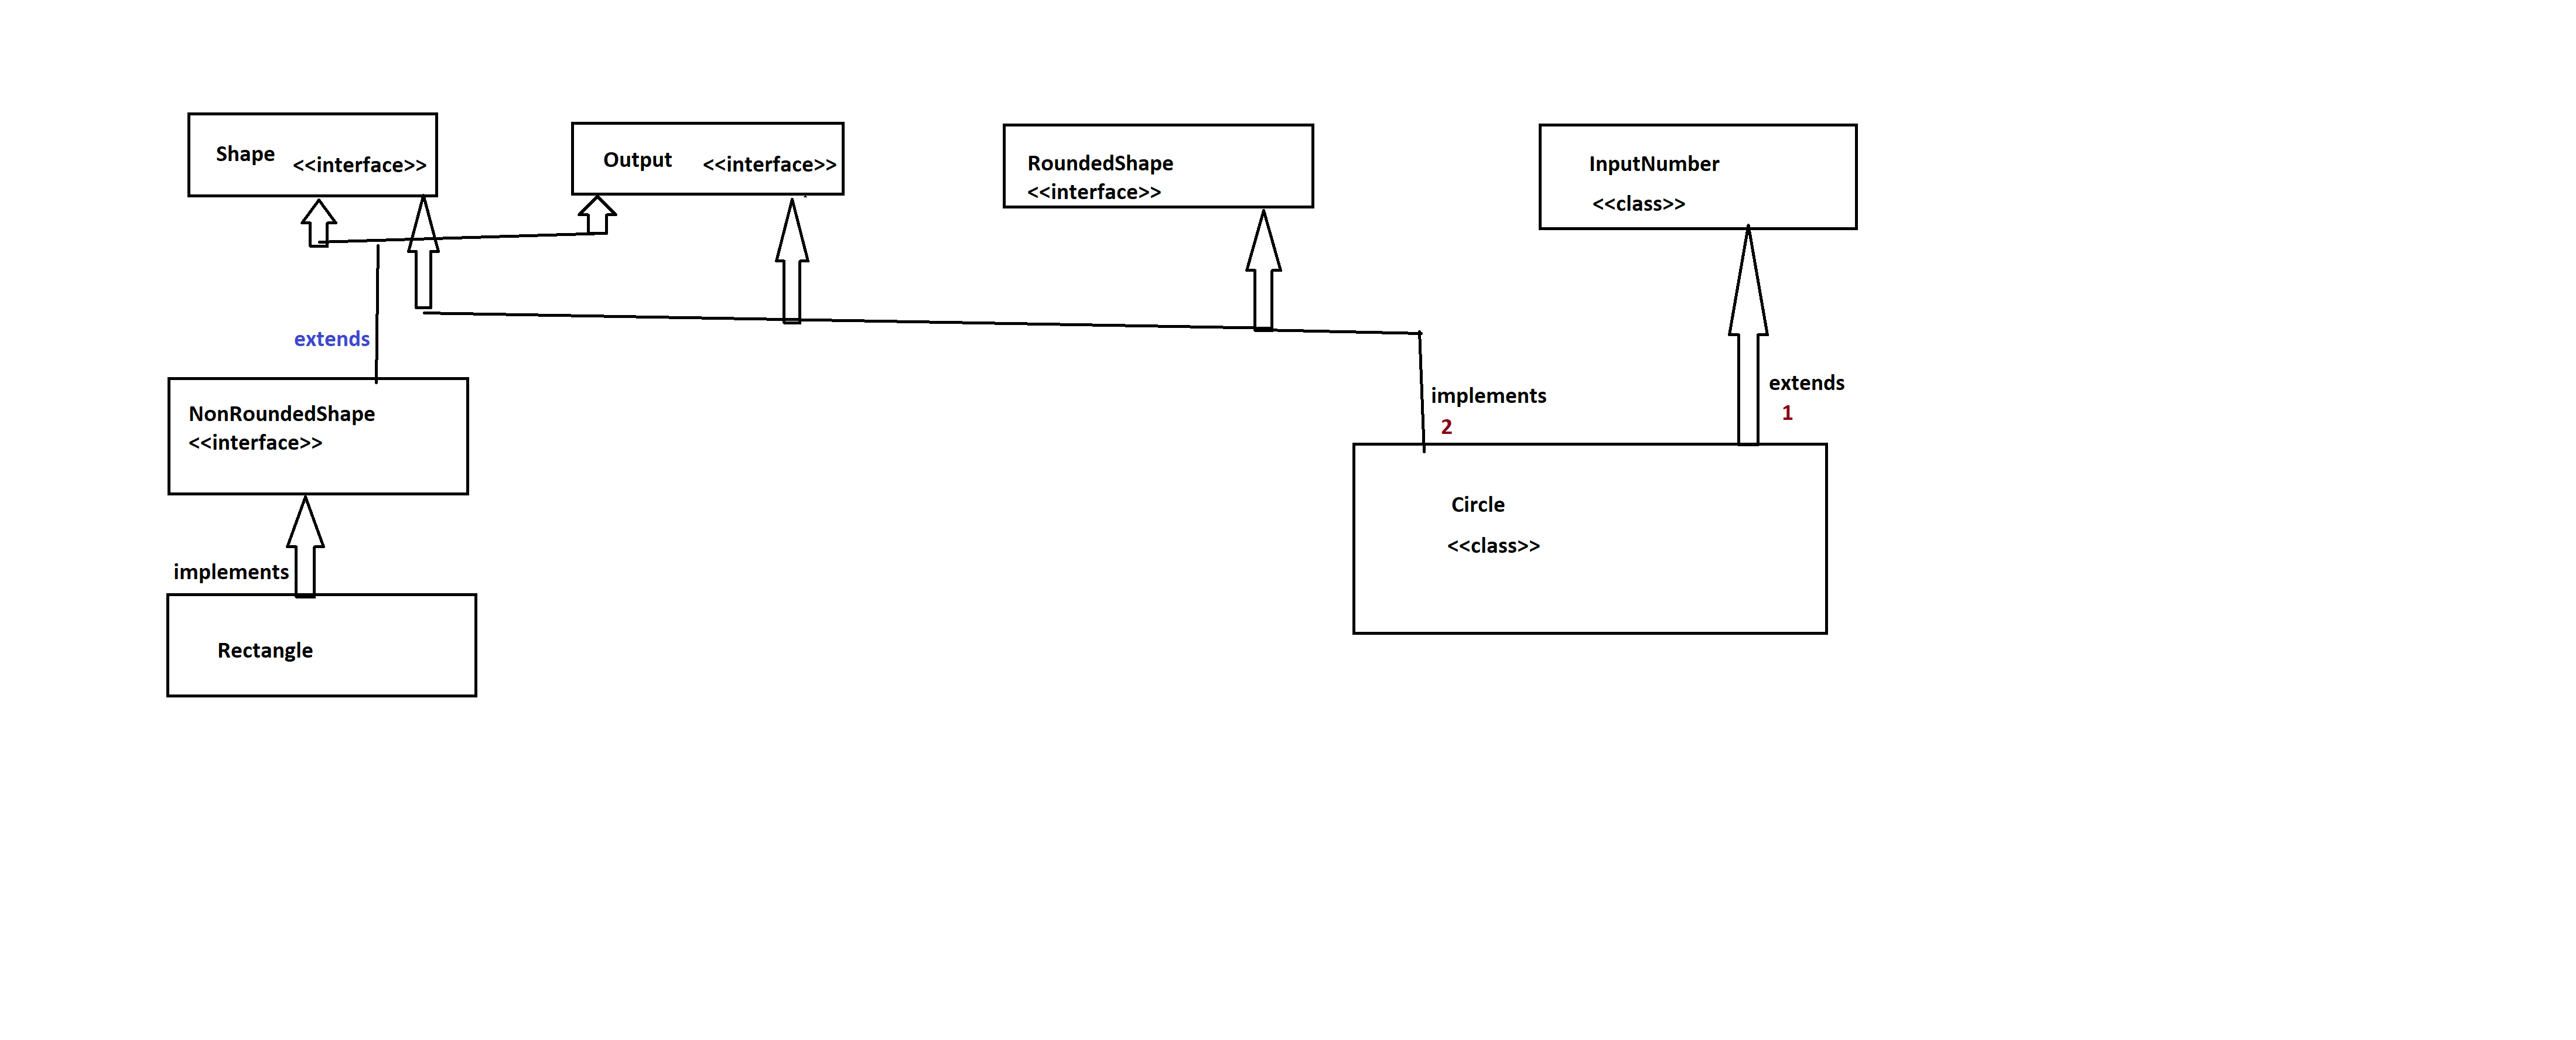 Shape <<interface>>
Output <<interface>>
RoundedShape
<<interface>>
InputNumber
<<class>>
extends
NonRoundedShape
<<interface>>
implements
2
extends
1
Circle
<<class>>
implements
Rectangle